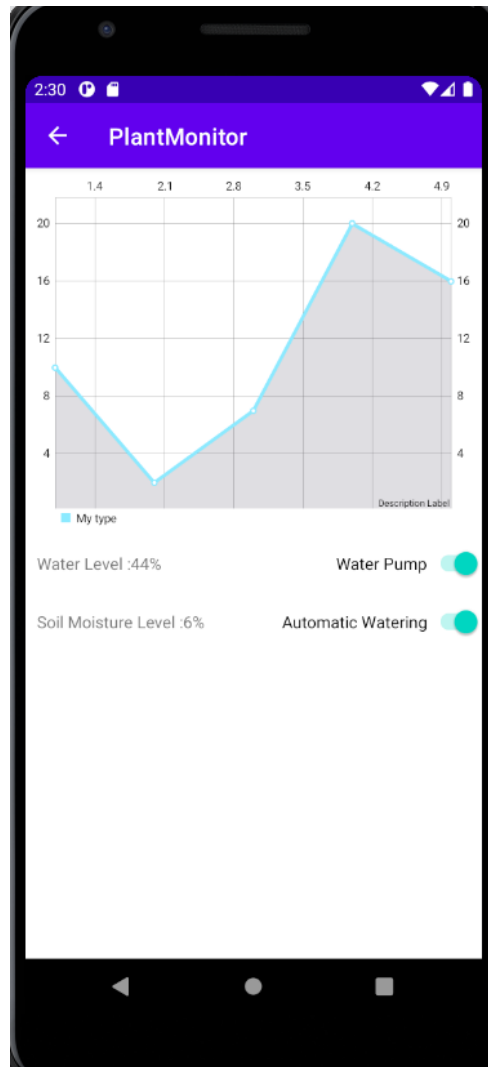 2:30
PlantMonitor
1.4 2.1 2.8 3.5 4.2 4.9
20 20
16 16
12 12
8 8
4 4
Description Label
My type
Water Level :44% Water Pump
Soil Moisture Level :6% Automatic Watering